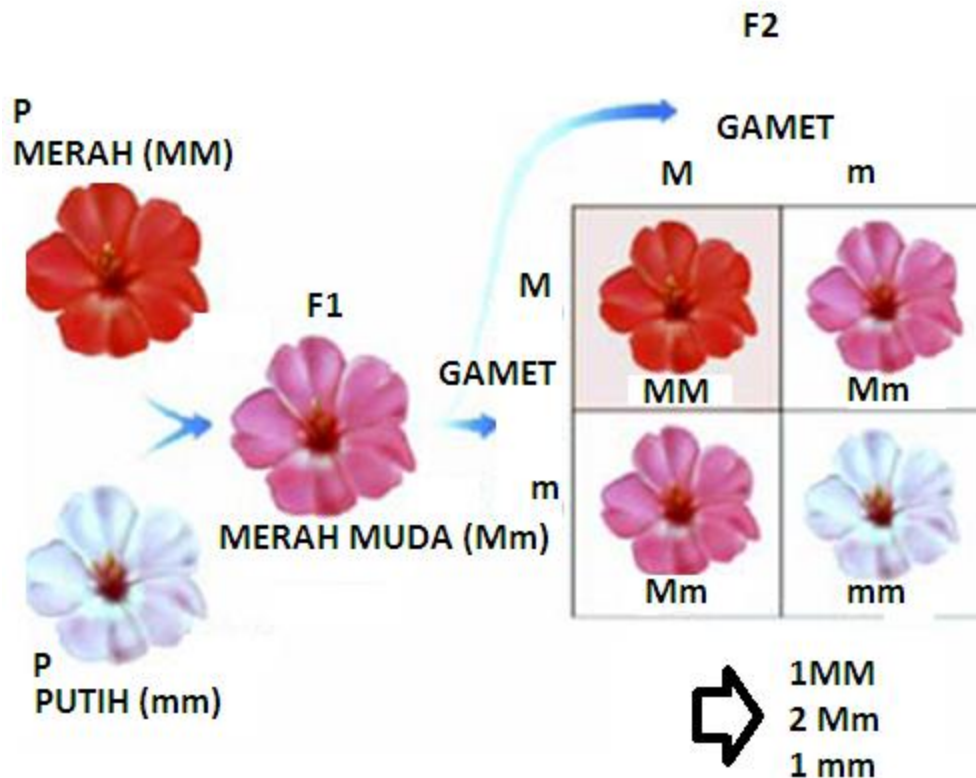 F2
P
MERAH (MM)
GAMET
M m
F1
M
GAMET
MM Mm
m
MERAH MUDA (Mm)
Mm mm
P
PUTIH (mm)
1MM
2 Mm
1 mm